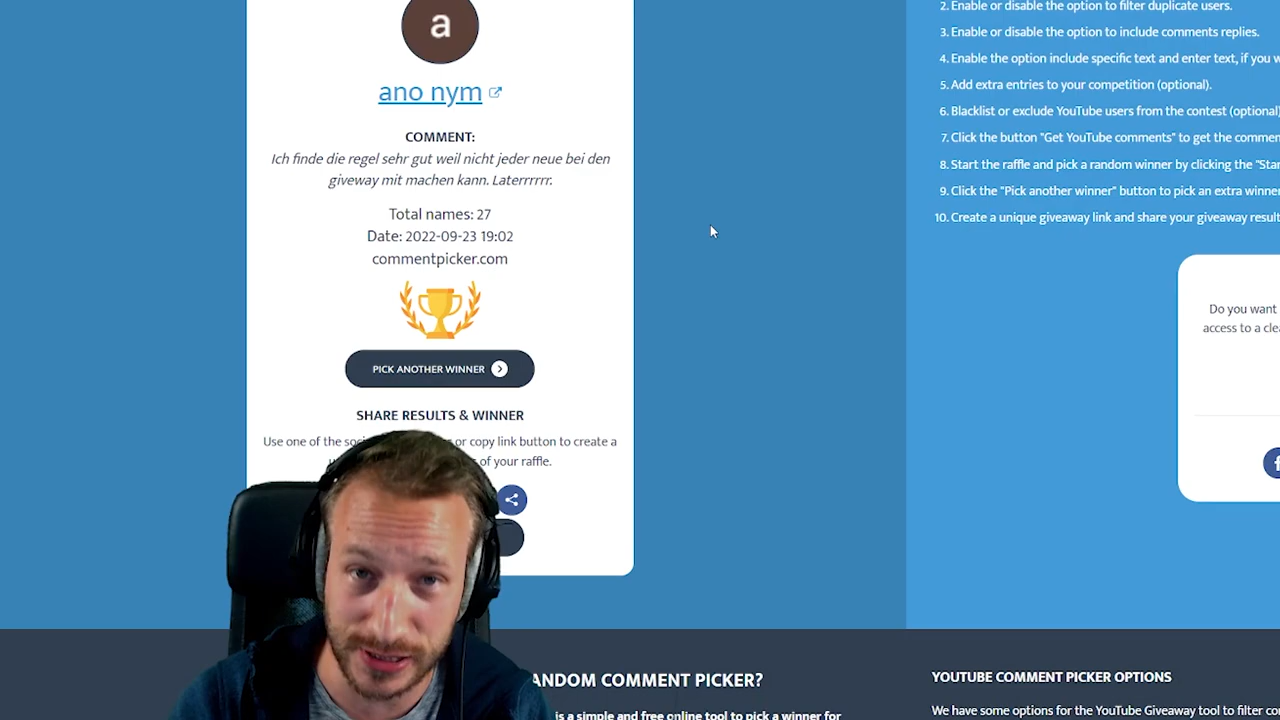 a
ano nym
COMMENT:
Ich finde die regel sehr gut weil nicht jeder neue bei den
giveway mit machen kann. Laterrrrr.
Total names: 27
Date: 2022-09-23 19:02
commentpicker.com
PICK ANOTHER WINNER
SHARE RESULTS & WINNER
Use one of the or copy link button to create a
of your raffle.
2. Enable or disable the option to filter duplicate users.
3. Enable or disable the option to include comments replies.
4. Enable the option include specific text and enter text, if you
5. Add extra entries to your competition (optional).
6. Blacklist or exclude YouTube users from the contest (optional)
7. Click the button "Get YouTube comments" to get the
8. Start the raffle and pick a random winner by clicking the
9. Click the "Pick another winner" button to pick an extra
10. Create a unique giveaway link and share your giveaway
Do you want
access to a
ANDOM COMMENT PICKER?
is a simple and free online tool to pick a winner for
YOUTUBE COMMENT PICKER OPTIONS
We have some options for the YouTube Giveaway tool to filter